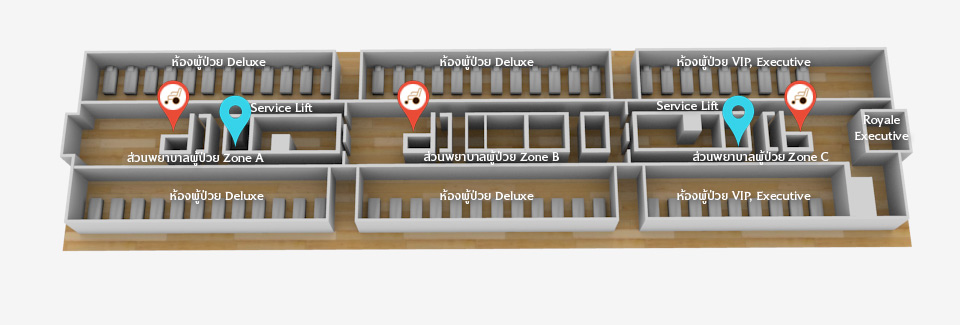 ห้องผู้ป่วย Deluxe
ห้องผู้ป่วย Deluxe
ห้องผู้ป่วย VIP, Executive
Service Lift
Service Lift
Royale
Executive
ส่วนพยาบาลผู้ป่วย Zone A
ส่วนพยาบาลผู้ป่วย Zone B
ส่วนพยาบาลผู้ป่วย Zone C
ห้องผู้ป่วย Deluxe
ห้องผู้ป่วย Deluxe
ห้องผู้ป่วย VIP, Executive